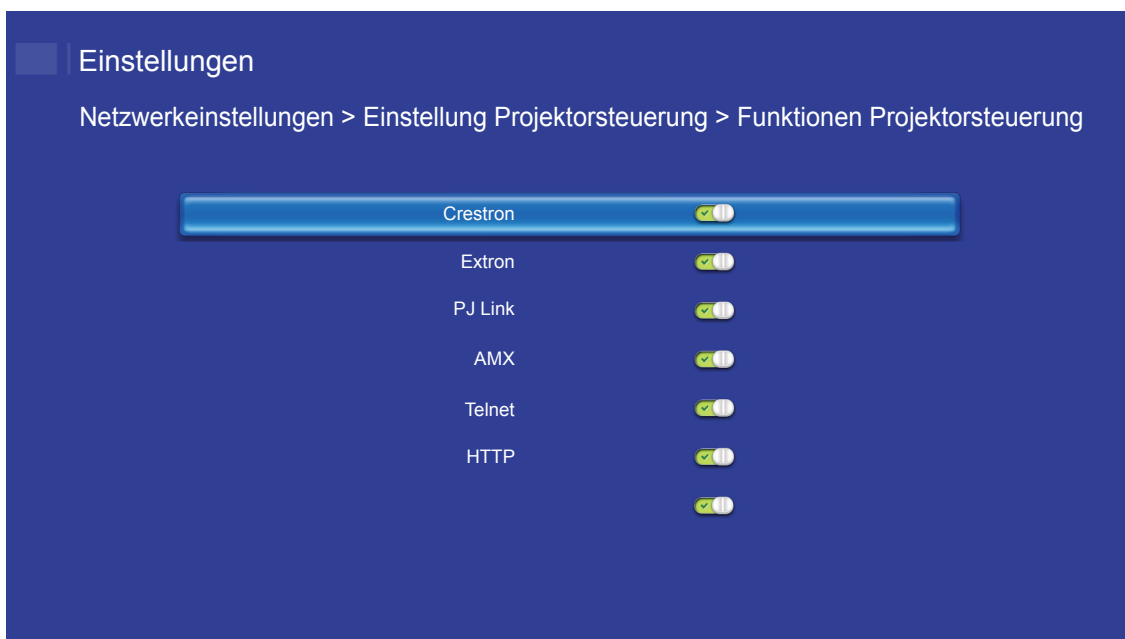 Einstellungen
Netzwerkeinstellungen > Einstellung Projektorsteuerung > Funktionen Projektorsteuerung
Crestron
Extron
PJ Link
AMX
Telnet
HTTP